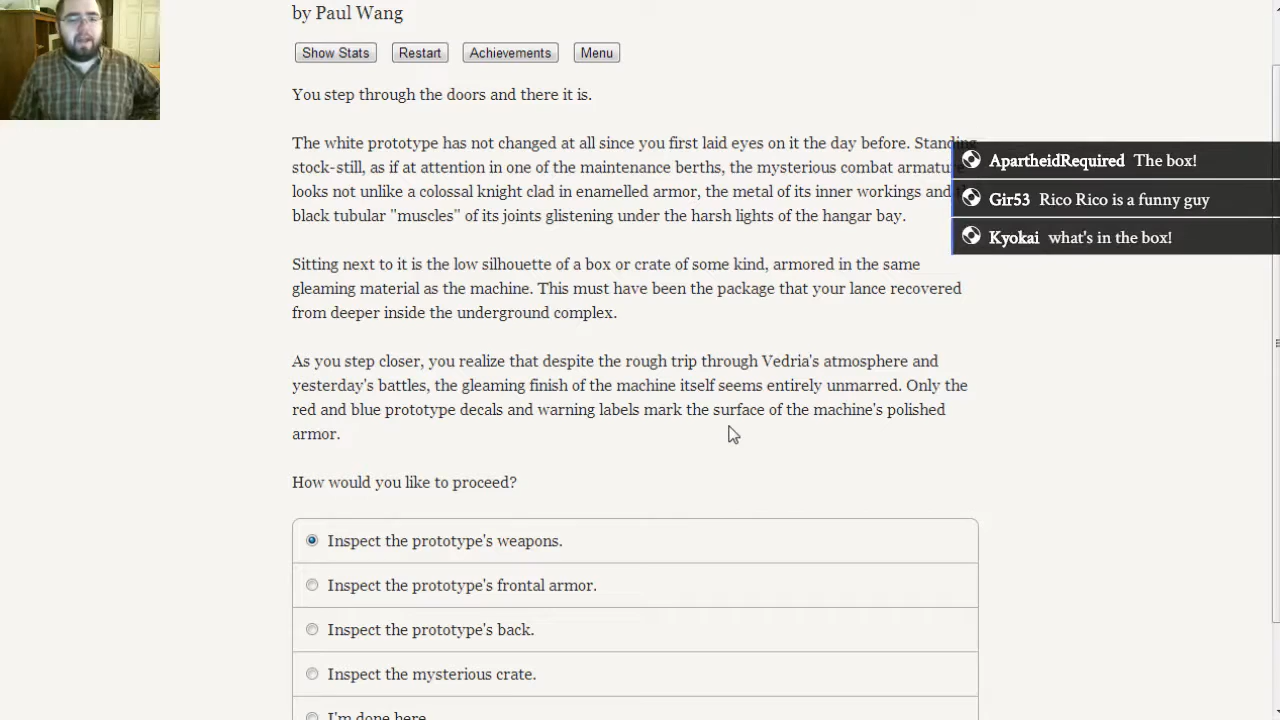 by Paul Wang
Show Stats Restart Achievements Menu
You step through the doors and there it is.
The white prototype has not changed at all since you first laid eyes on it the day before. Standing
stock-still, as if at attention in one of the maintenance berths, the mysterious combat armature
looks not unlike a colossal knight clad in enamelled armor, the metal of its inner workings and
black tubular "muscles" of its joints glistening under the harsh lights of the hangar bay.
Sitting next to it is the low silhouette of a box or crate of some kind, armored in the same
gleaming material as the machine. This must have been the package that your lance recovered
from deeper inside the underground complex.
As you step closer, you realize that despite the rough trip through Vedria's atmosphere and
yesterday's battles, the gleaming finish of the machine itself seems entirely unmarred. Only the
red and blue prototype decals and warning labels mark the surface of the machine's polished
armor.
How would you like to proceed?
Inspect the prototype's weapons.
Inspect the prototype's frontal armor.
Inspect the prototype's back.
Inspect the mysterious crate.
I'm done here.
ApartheidRequired The box!
Gir53 Rico Rico is a funny guy
Kyokai what's in the box!